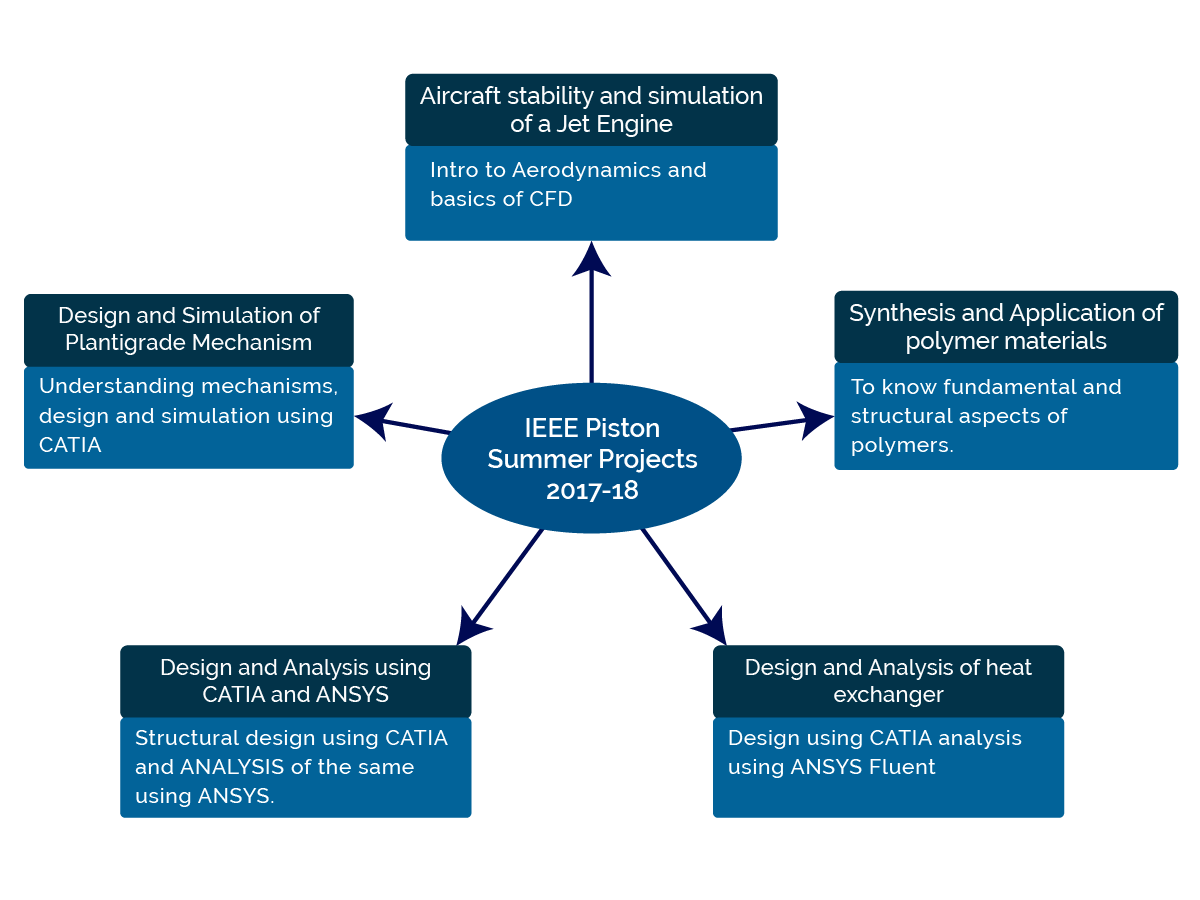 Aircraft stability and simulation
of a Jet Engine
Intro to Aerodynamics and
basics of CFD
Design and Simulation of
Plantigrade Mechanism
Understanding mechanisms,
design and simulation using
CATIA
Synthesis and Application of
polymer materials
To know fundamental and
structural aspects of
polymers.
IEEE Piston
Summer Projects
2017-18
Design and Analysis using
CATIA and ANSYS
Structural design using CATIA
and ANALYSIS of the same
using ANSYS.
Design and Analysis of heat
exchanger
Design using CATIA analysis
using ANSYS Fluent